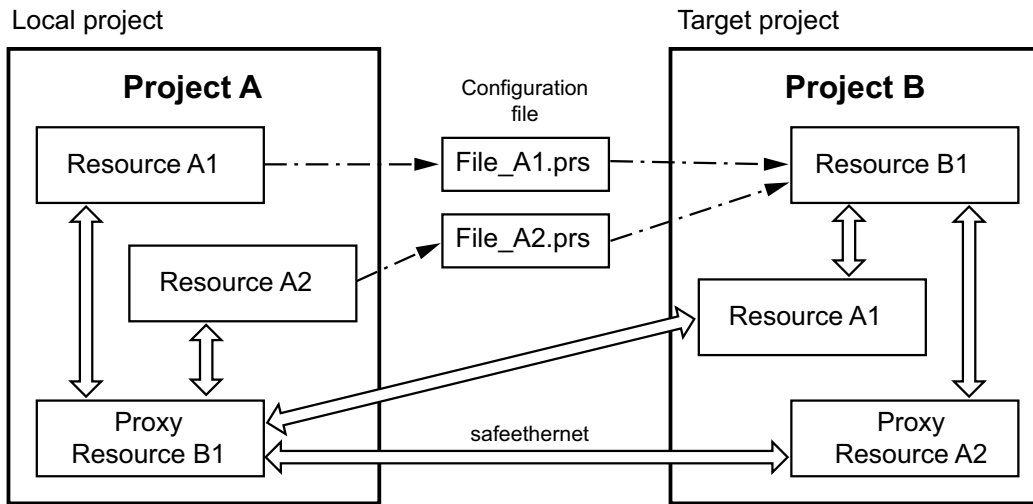 Local project
Target project
Project A
Configuration
file
Project B
Resource A1
File_A1.prs
Resource B1
File_A2.prs
Resource A2
Resource A1
Proxy
Resource B1
safeethernet
Proxy
Resource A2